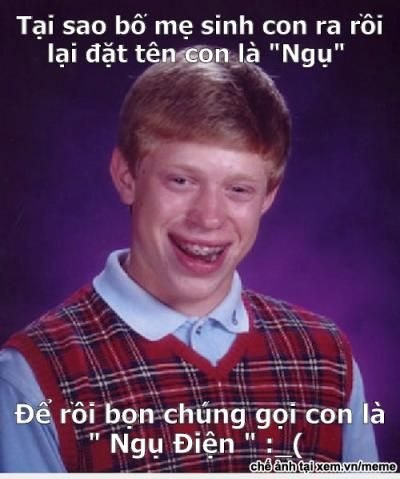 Tại sao bố mẹ sinh con ra rồi
lại đặt tên con là "Ngụ"
Để rồi bọn chúng gọi con là
" Ngụ Điện " :_(
chế ảnh tại xem.vn/meme